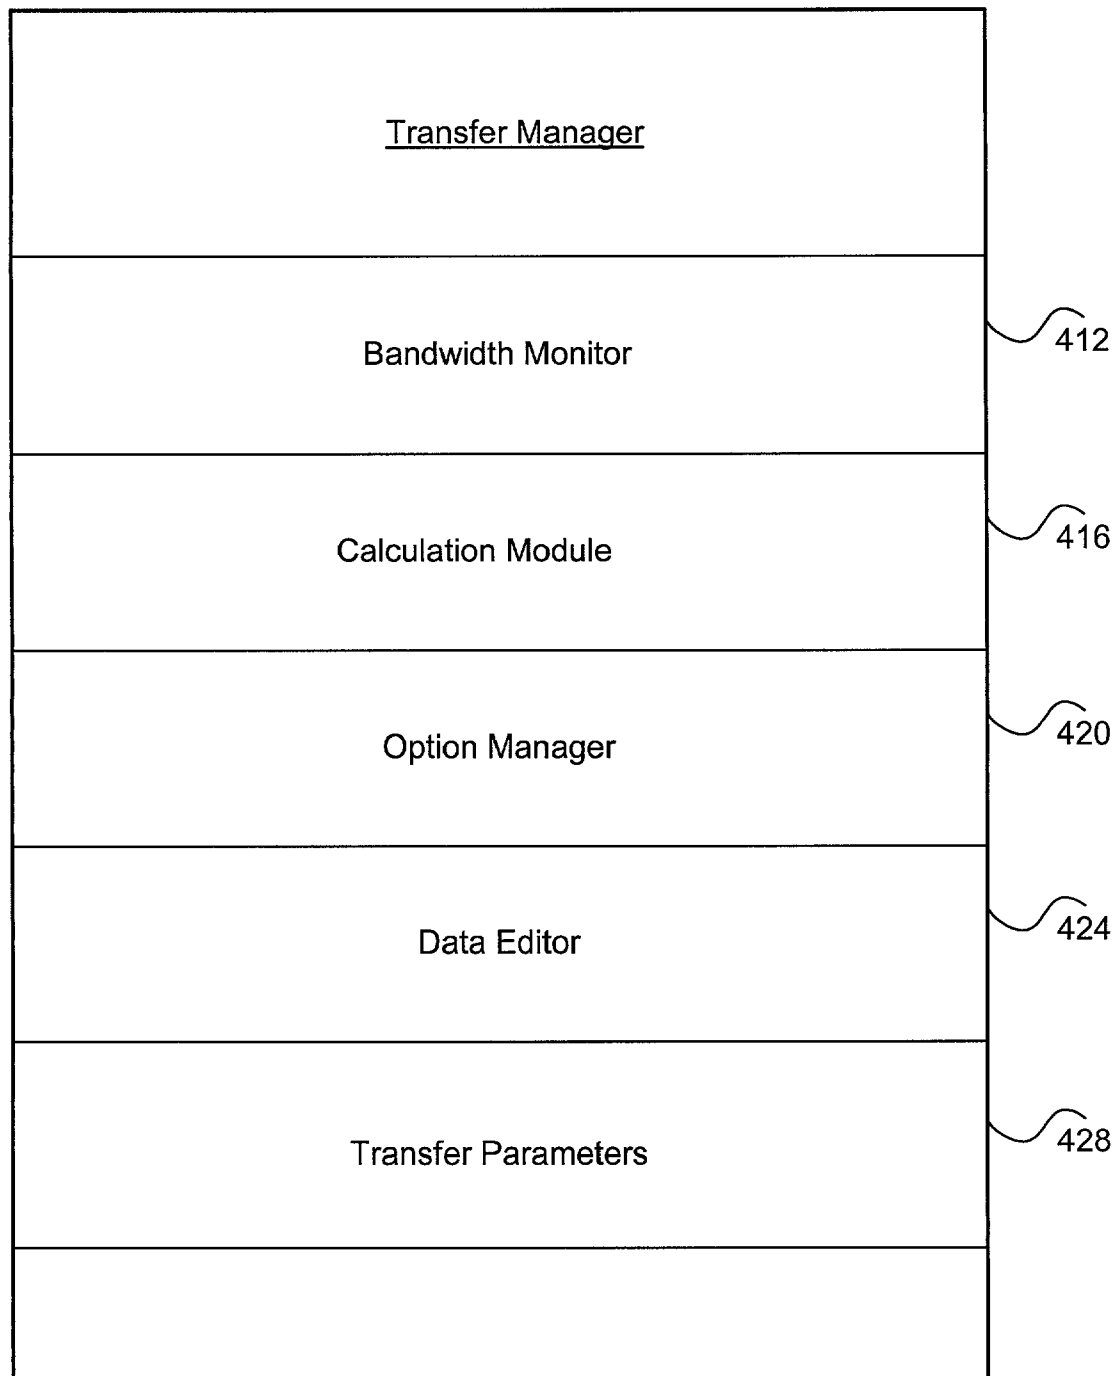 Transfer Manager
Bandwidth Monitor
412
Calculation Module
416
Option Manager
420
Data Editor
424
Transfer Parameters
428